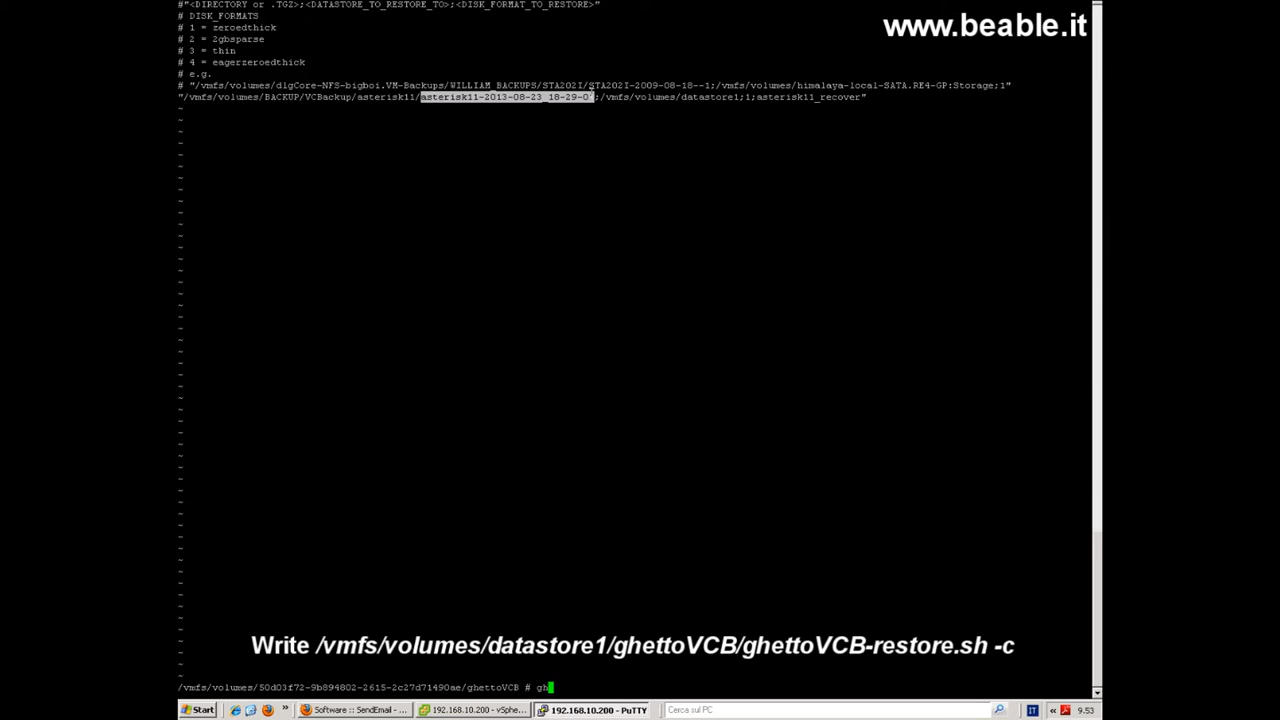 #"<DIRECTORY or .TGZ>;<DATASTORE_TO_RESTORE_TO>;<DISK_FORMAT_TO_RESTORE>"
www.beable.it
# DISK_FORMATS
# 1 = zeroedthick
# 2 = 2gbsparse
# 3 = thin
# 4 = eagerzeroedthick
# e.g.
# "/vmfs/volumes/dlgCore-NFS-bigboi.VM-Backups/WILLIAM_BACKUPS/STA202I/STA202I-2009-08-18--1;/vmfs/volumes/himalaya-local-SATA.RE4-GP:Storage;1"
"/vmfs/volumes/BACKUP/VCBackup/asterisk11/asterisk11-2013-08-23_18-29-0 ;/vmfs/volumes/datastore1;1;asterisk11_recover"
Write /vmfs/volumes/datastore1/ghettoVCB/ghettoVCB-restore.sh -c
/vmfs/volumes/50d03f72-9b894802-2615-2c27d71490ae/ghettoVCB # gh
Start
»
Software :: SendEmail - ...
192.168.10.200 - vSphe...
192.168.10.200 - PuTTY
Cerca sul PC
IT
«
9.53